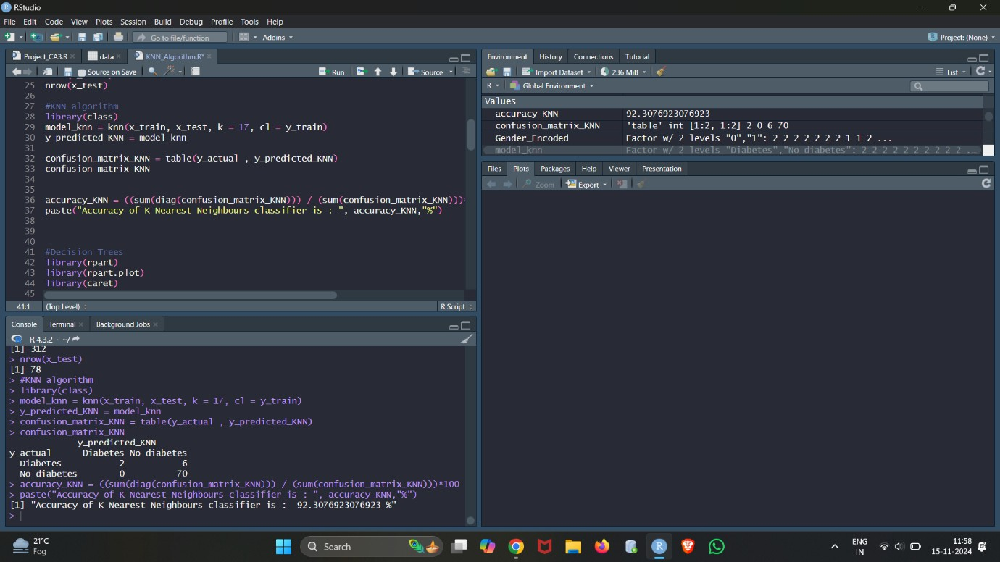 RStudio
File Edit Code View Plots Session Build Debug Profile Tools Help
Go to file/function Addins Project: (None)
Project_CA3.R data KNN_Algorithm.R*
Source on Save Run Source
25 nrow(x_test)
26
27 #KNN algorithm
28 library(class)
29 model_knn = knn(x_train, x_test, k = 17, cl = y_train)
30 y_predicted_KNN = model_knn
31
32 confusion_matrix_KNN = table(y_actual , y_predicted_KNN)
33 confusion_matrix_KNN
34
35
36 accuracy_KNN = ((sum(diag(confusion_matrix_KNN))) / (sum(confusion_matrix_KNN)))*
37 paste("Accuracy of K Nearest Neighbours classifier is : ", accuracy_KNN,"%")
38
39
40
41 #Decision Trees
42 library(rpart)
43 library(rpart.plot)
44 library(caret)
45
41:1 (Top Level) R Script
Console Terminal Background Jobs
R 4.3.2 · ~/
[1] 312
> nrow(x_test)
[1] 78
> #KNN algorithm
> library(class)
> model_knn = knn(x_train, x_test, k = 17, cl = y_train)
> y_predicted_KNN = model_knn
> confusion_matrix_KNN = table(y_actual , y_predicted_KNN)
> confusion_matrix_KNN
y_predicted_KNN
y_actual Diabetes No diabetes
Diabetes 2 6
No diabetes 0 70
> accuracy_KNN = ((sum(diag(confusion_matrix_KNN))) / (sum(confusion_matrix_KNN)))*100
> paste("Accuracy of K Nearest Neighbours classifier is : ", accuracy_KNN,"%")
[1] "Accuracy of K Nearest Neighbours classifier is :  92.3076923076923 %"
>
Environment History Connections Tutorial
Import Dataset 236 MiB List
R Global Environment
Values
accuracy_KNN 92.3076923076923
confusion_matrix_KNN 'table' int [1:2, 1:2] 2 0 6 70
Gender_Encoded Factor w/ 2 levels "0","1": 2 2 2 2 2 2 2 1 1 2 ...
model_knn Factor w/ 2 levels "Diabetes","No diabetes": 2 2 2 2 2 2 2 2 2 2 ...
Files Plots Packages Help Viewer Presentation
Zoom Export
21°C
Fog
Search
ENG
IN
11:58
15-11-2024